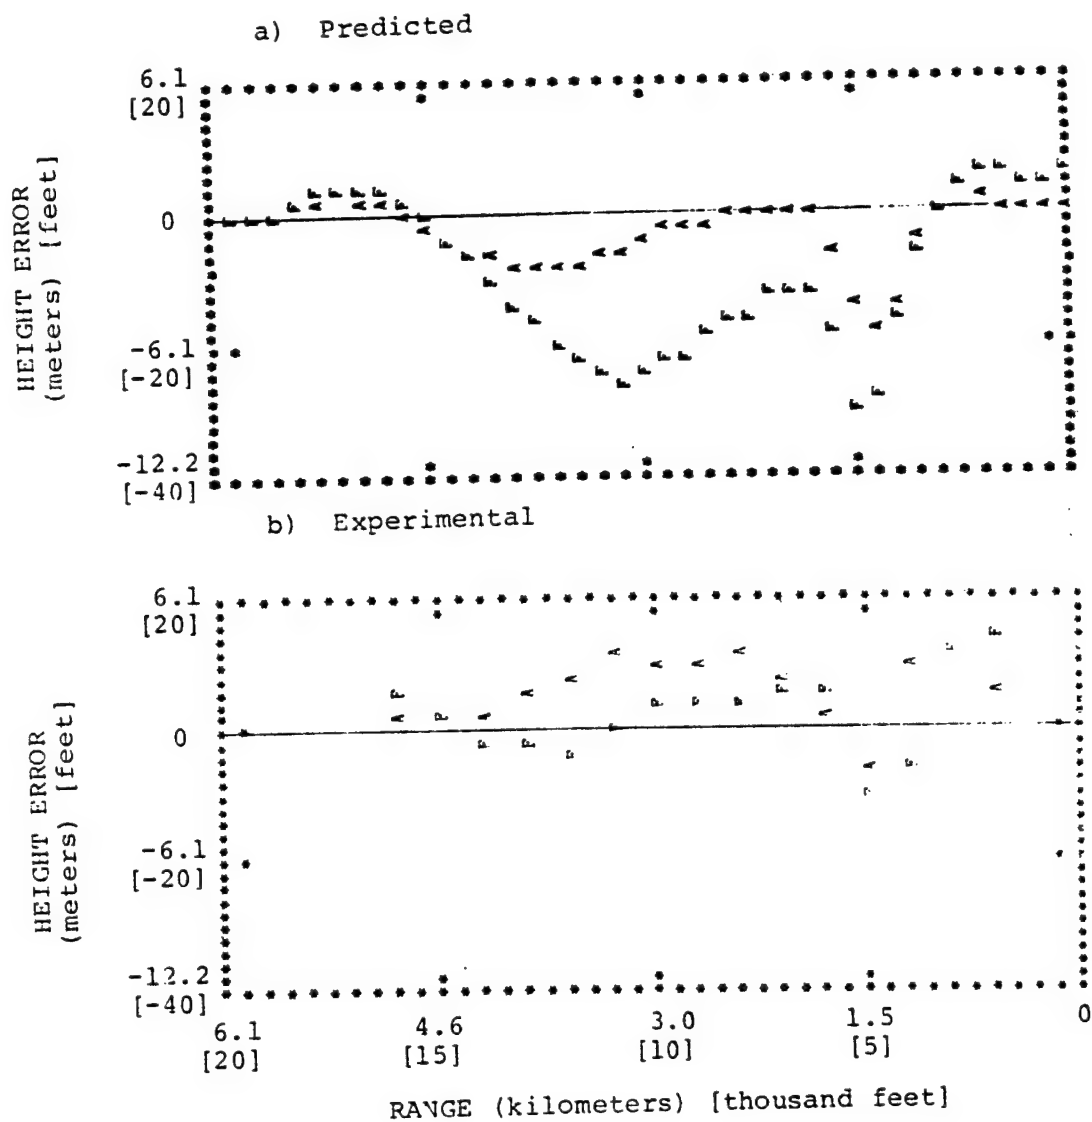 a) Predicted
6.1
[20]
0
-6.1
[-20]
-12.2
[-40]
HEIGHT ERROR
(meters) [feet]
b) Experimental
6.1
[20]
0
-6.1
[-20]
-12.2
[-40]
HEIGHT ERROR
(meters) [feet]
6.1 4.6 3.0 1.5 0
[20] [15] [10] [5]
RANGE (kilometers) [thousand feet]